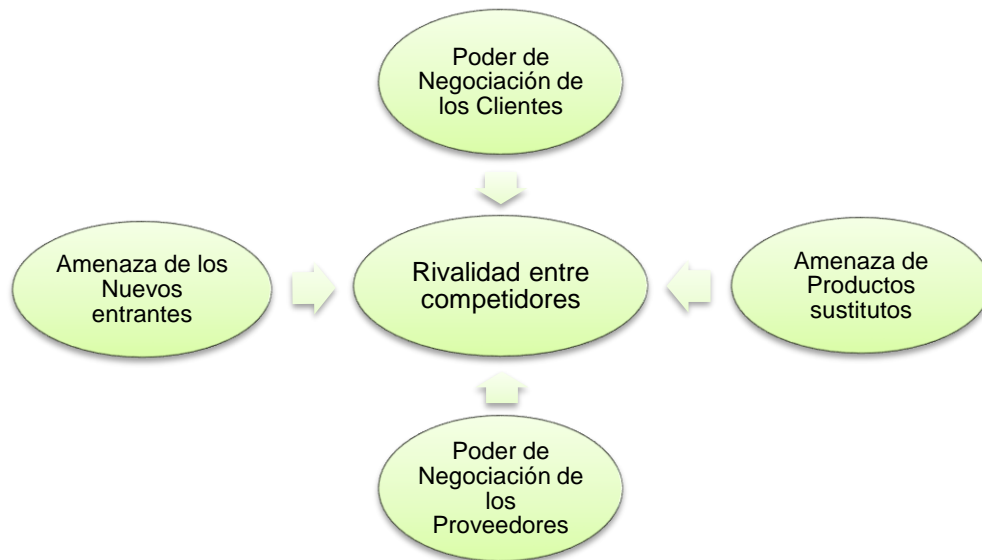 Poder de
Negociación de
los Clientes
Amenaza de los
Nuevos
entrantes
Rivalidad entre
competidores
Amenaza de
Productos
sustitutos
Poder de
Negociación de
los
Proveedores